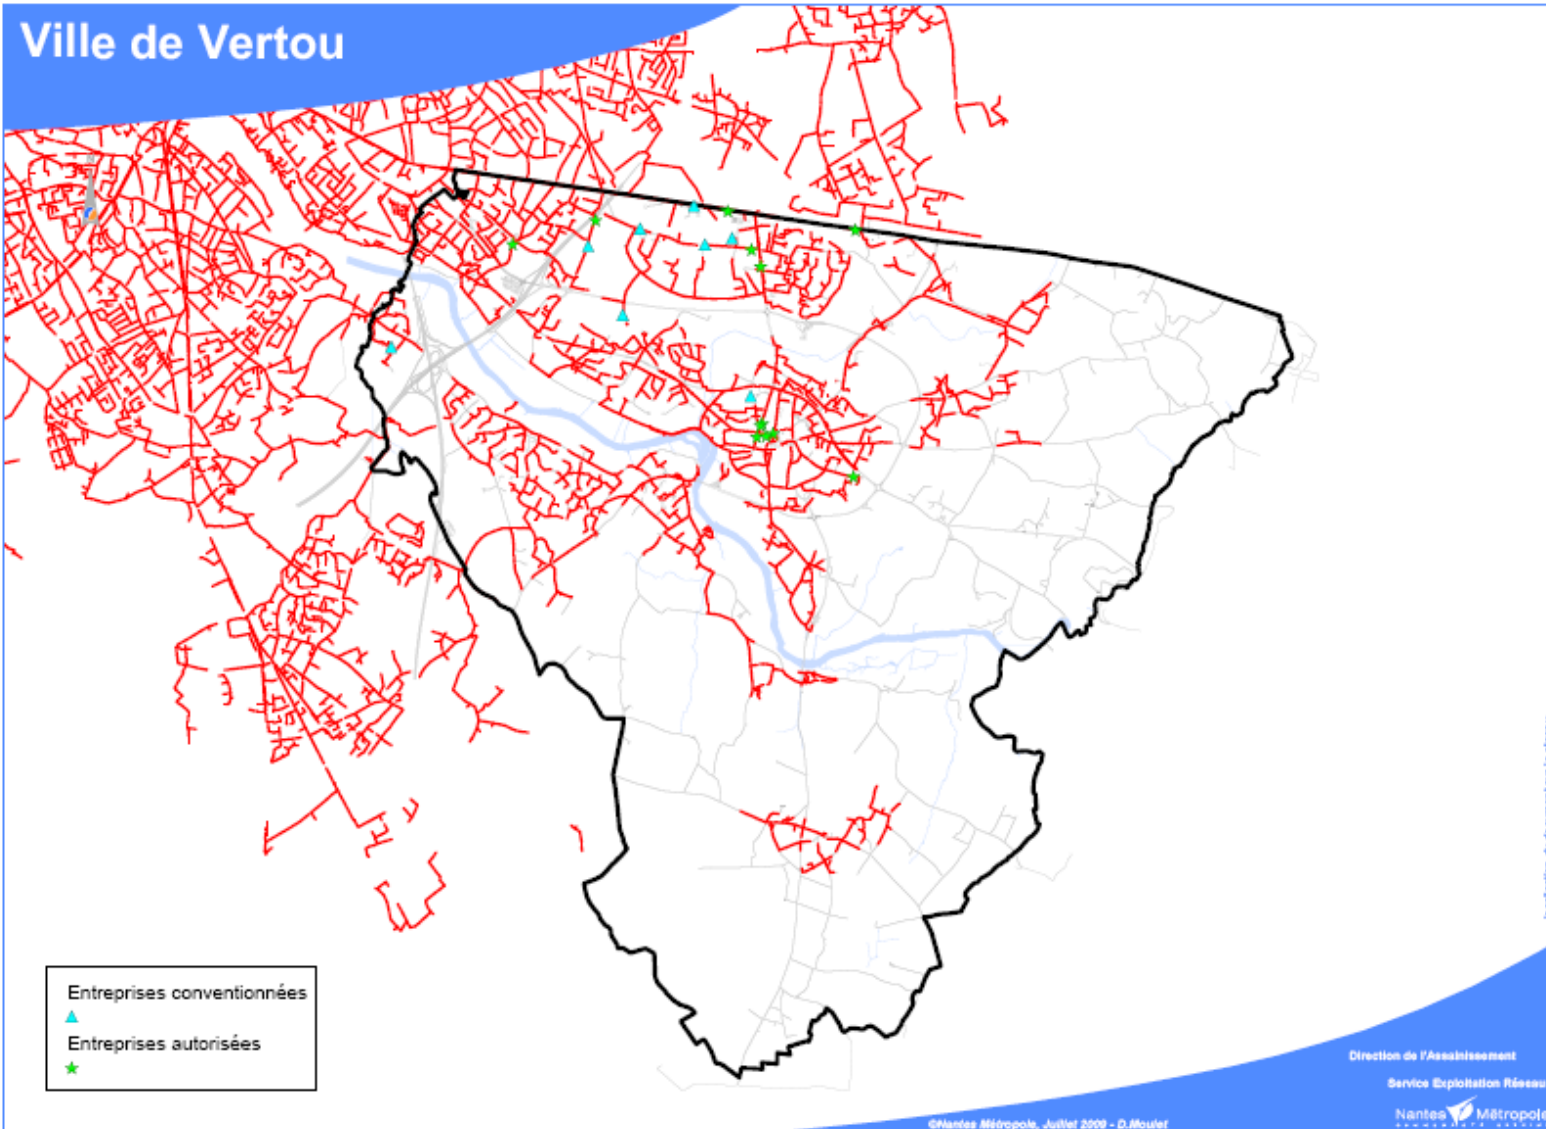 Ville de Vertou
Entreprises conventionnées
Entreprises autorisées
Direction de l'Assainissement
Service Exploitation Réseau
Nantes Métropole
©Nantes Métropole, Juillet 2009 - D.Moulet